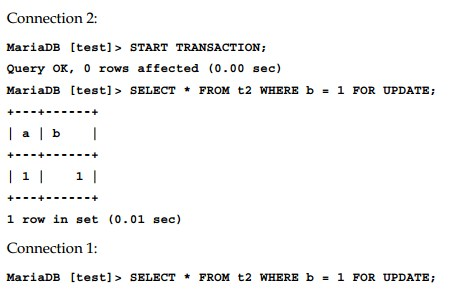 Connection 2:
MariaDB [test]> START TRANSACTION;
Query OK, 0 rows affected (0.00 sec)
MariaDB [test]> SELECT * FROM t2 WHERE b = 1 FOR UPDATE;
+---+------+
| a | b    |
+---+------+
| 1 |    1 |
+---+------+
1 row in set (0.01 sec)
Connection 1:
MariaDB [test]> SELECT * FROM t2 WHERE b = 1 FOR UPDATE;